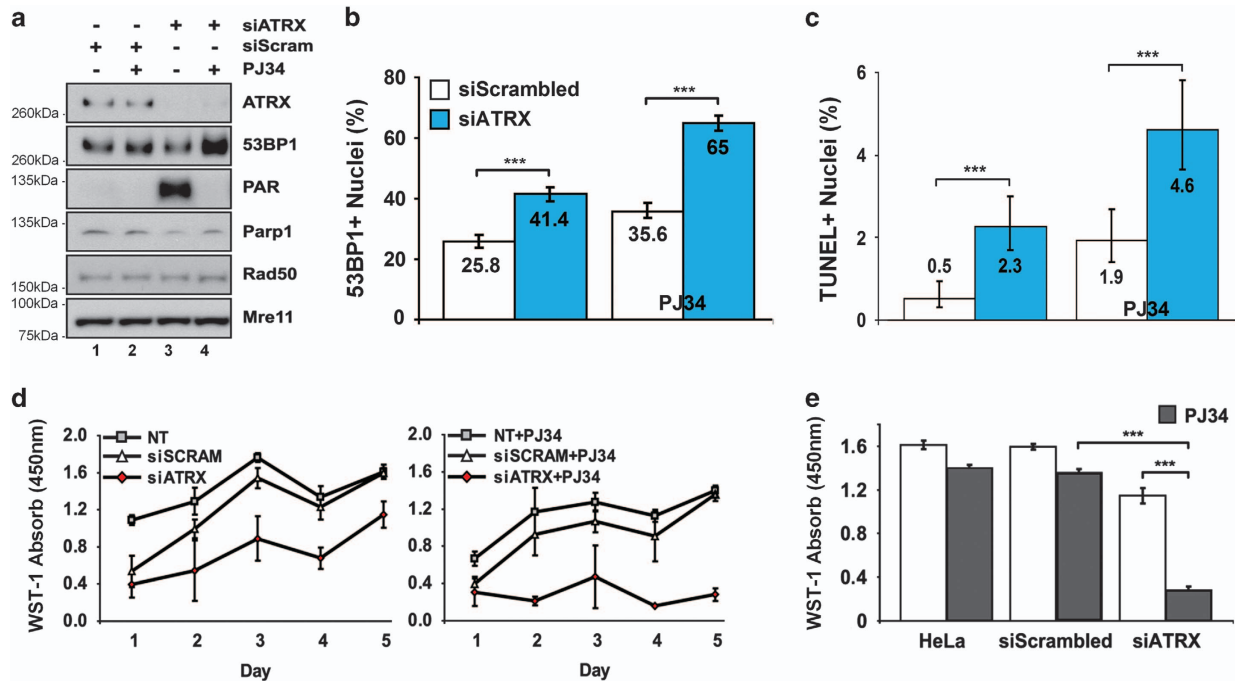 a
- - + + siATRX
+ + - - siScram
- + - + PJ34
260kDa ATRX
260kDa 53BP1
135kDa PAR
135kDa Parp1
150kDa Rad50
100kDa Mre11
75kDa
1 2 3 4
b
53BP1+ Nuclei (%)
80
60
40
20
0
siScrambled
siATRX
***
***
25.8
41.4
35.6
65
PJ34
c
TUNEL+ Nuclei (%)
6
4
2
0
***
***
0.5
2.3
1.9
4.6
PJ34
d
WST-1 Absorb (450nm)
2.0
1.6
1.2
0.8
0.4
0.0
NT
siSCRAM
siATRX
1 2 3 4 5
Day
2.0
1.6
1.2
0.8
0.4
0.0
NT+PJ34
siSCRAM+PJ34
siATRX+PJ34
1 2 3 4 5
Day
e
WST-1 Absorb (450nm)
1.6
1.2
0.8
0.4
0
PJ34
***
***
HeLa siScrambled siATRX